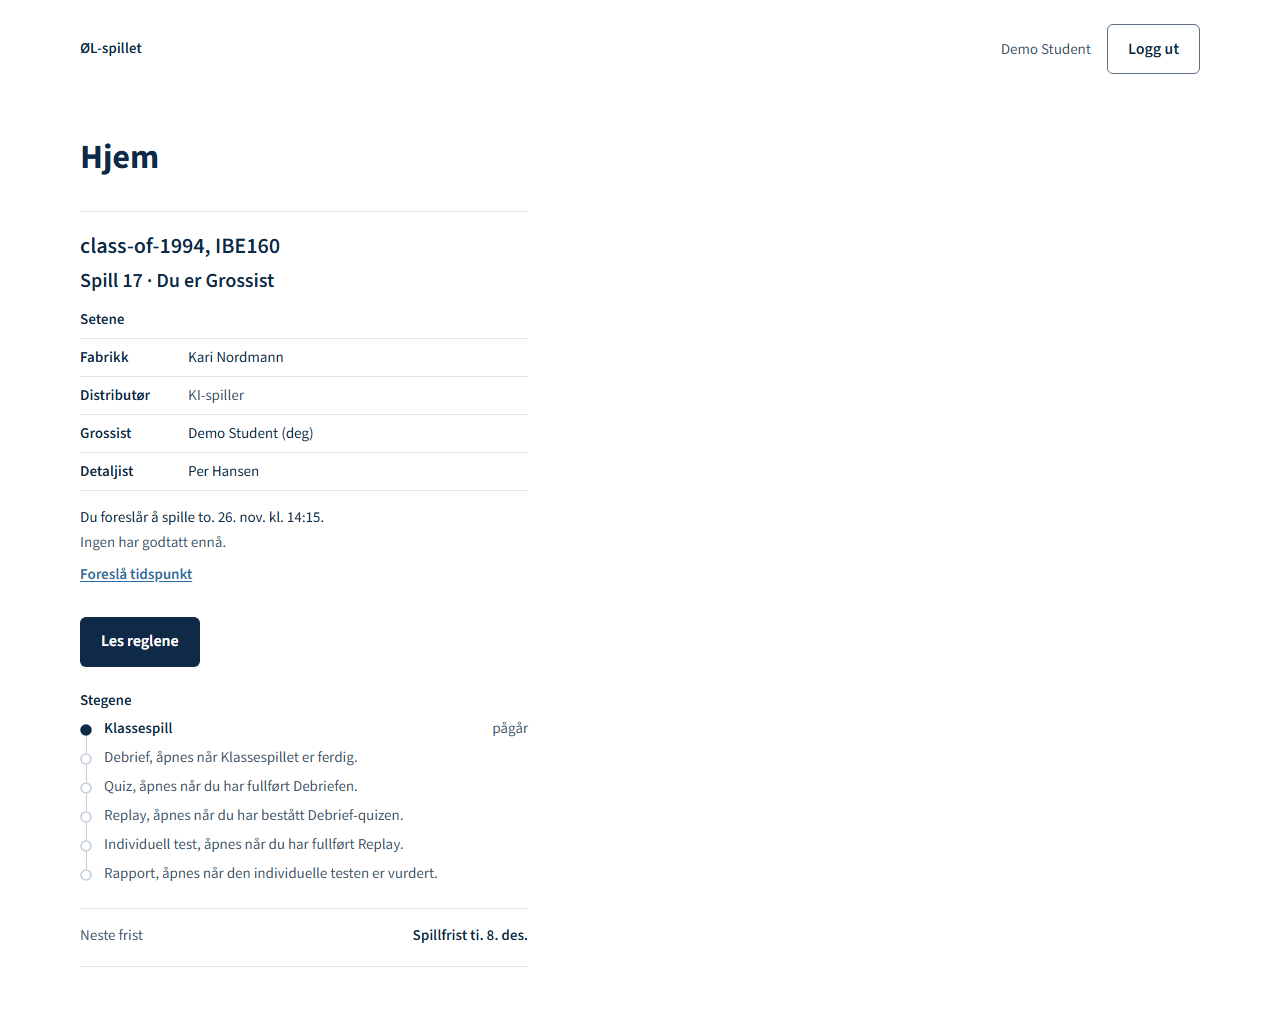 ØL-spillet
Demo Student
Logg ut
Hjem
class-of-1994, IBE160
Spill 17 · Du er Grossist
Setene
Fabrikk Kari Nordmann
Distributør KI-spiller
Grossist Demo Student (deg)
Detaljist Per Hansen
Du foreslår å spille to. 26. nov. kl. 14:15.
Ingen har godtatt ennå.
Foreslå tidspunkt
Les reglene
Stegene
Klassespill pågår
Debrief, åpnes når Klassespillet er ferdig.
Quiz, åpnes når du har fullført Debriefen.
Replay, åpnes når du har bestått Debrief-quizen.
Individuell test, åpnes når du har fullført Replay.
Rapport, åpnes når den individuelle testen er vurdert.
Neste frist Spillfrist ti. 8. des.